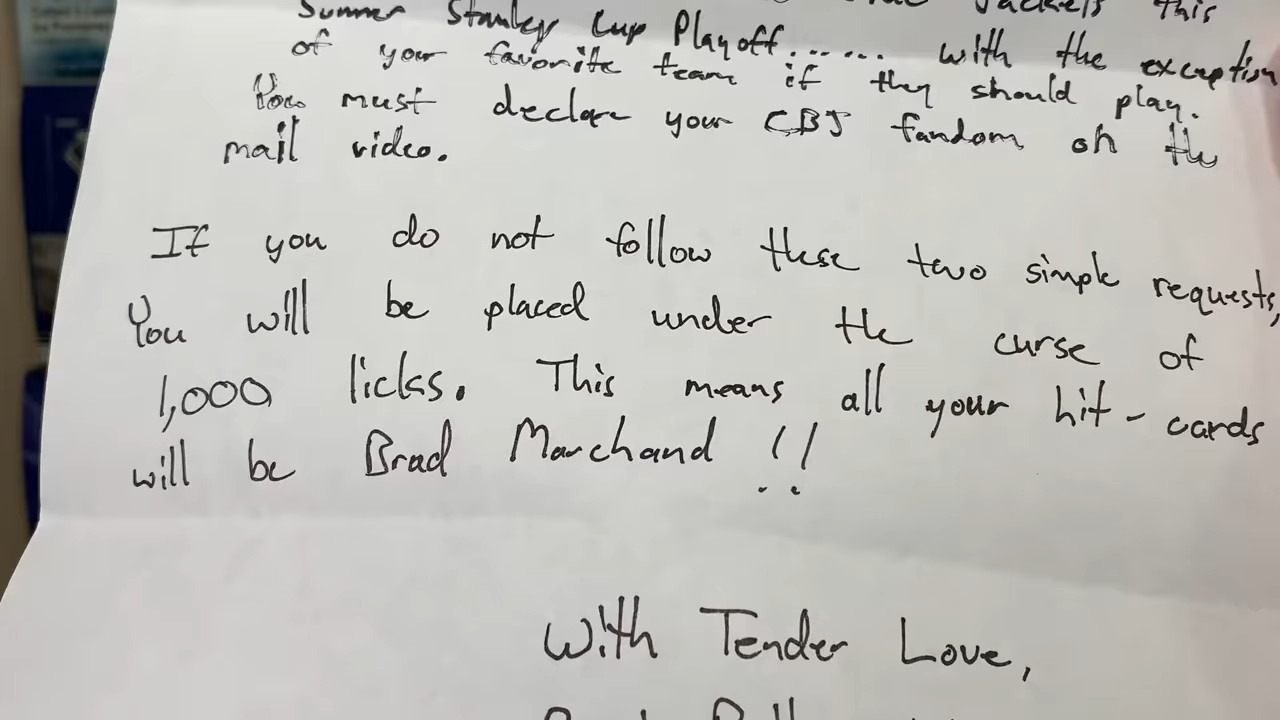 Jackets this
Summer Stanley Cup Playoff...... with the exception
of your favorite team if they should play.
You must declare your CBJ fandom on the
mail video.
If you do not follow these two simple requests,
You will be placed under the curse of
1,000 licks. This means all your hit-cards
will be Brad Marchand !!
With Tender Love,